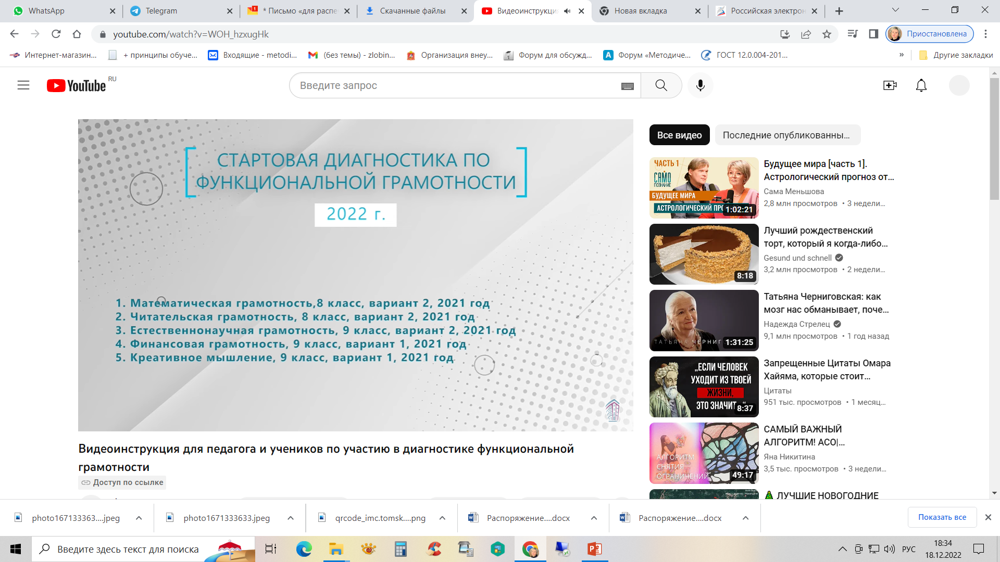 WhatsApp
Telegram
* Письмо «для распе
Скачанные файлы
Видеоинструкци
Новая вкладка
Российская электрон
youtube.com/watch?v=WOH_hzxugHk
Приостановлена
Интернет-магазин...
+ принципы обуче...
Входящие - metodi...
(без темы) - zlobin...
Организация внеу...
Форум для обсужд...
Форум «Методиче...
ГОСТ 12.0.004-201...
»
Другие закладки
YouTube RU
Введите запрос
СТАРТОВАЯ ДИАГНОСТИКА ПО
ФУНКЦИОНАЛЬНОЙ ГРАМОТНОСТИ
2022 г.
1. Математическая грамотность,8 класс, вариант 2, 2021 год
2. Читательская грамотность, 8 класс, вариант 2, 2021 год
3. Естественнонаучная грамотность, 9 класс, вариант 2, 2021 год
4. Финансовая грамотность, 9 класс, вариант 1, 2021 год
5. Креативное мышление, 9 класс, вариант 1, 2021 год
Видеоинструкция для педагога и учеников по участию в диагностике функциональной
грамотности
Доступ по ссылке
Все видео
Последние опубликованны...
ЧАСТЬ 1
САМО
ПОЗНАНИЕ
БУДУЩЕЕ МИРА
АСТРОЛОГИЧЕСКИЙ ПРО
1:02:21
Будущее мира [часть 1].
Астрологический прогноз от...
Сама Меньшова
2,8 млн просмотров • 3 недели...
8:18
Лучший рождественский
торт, который я когда-либо...
Gesund und schnell
3,2 млн просмотров • 2 недели...
ТАТЬЯНА ЧЕРНИГ
1:31:25
Татьяна Черниговская: как
мозг нас обманывает, поче...
Надежда Стрелец
9,1 млн просмотров • 1 год назад
„ЕСЛИ ЧЕЛОВЕК
УХОДИТ ИЗ ТВОЕЙ
ЖИЗНИ,
ЭТО ЗНАЧИТ..“
8:37
Запрещенные Цитаты Омара
Хайяма, которые стоит...
Цитаты
951 тыс. просмотров • 1 месяц...
АЛГОРИТМ
СНЯТИЯ
ОГРАНИЧЕНИЙ
49:17
САМЫЙ ВАЖНЫЙ
АЛГОРИТМ! АСО|...
Яна Никитина
3,5 тыс. просмотров • 3 недели...
ЛУЧШИЕ НОВОГОДНИЕ
photo167133363....jpeg
photo1671333633.jpeg
qrcode_imc.tomsk....png
Распоряжение....docx
Распоряжение....docx
Показать все
Введите здесь текст для поиска
РУС
18:34
18.12.2022